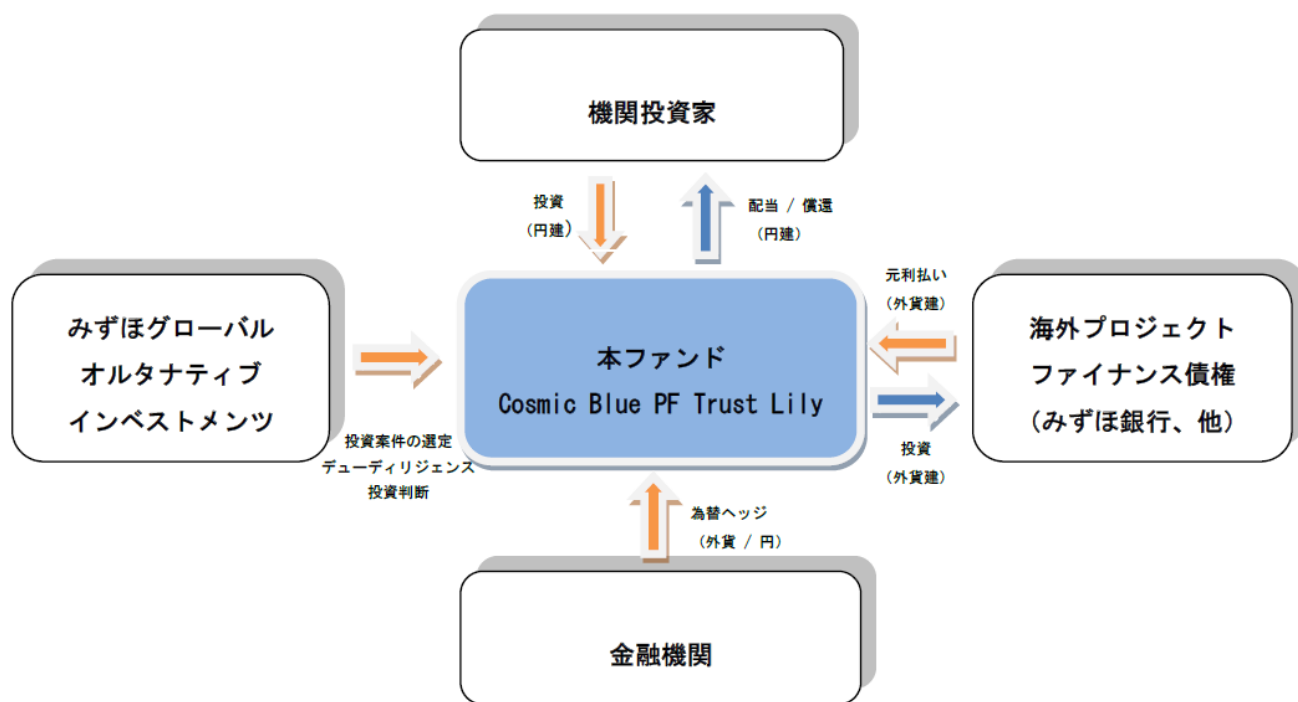 機関投資家
投資
(円建)
配当 / 償還
(円建)
みずほグローバル
オルタナティブ
インベストメンツ
投資案件の選定
デューディリジェンス
投資判断
本ファンド
Cosmic Blue PF Trust Lily
元利払い
(外貨建)
投資
(外貨建)
海外プロジェクト
ファイナンス債権
(みずほ銀行、他)
為替ヘッジ
(外貨 / 円)
金融機関